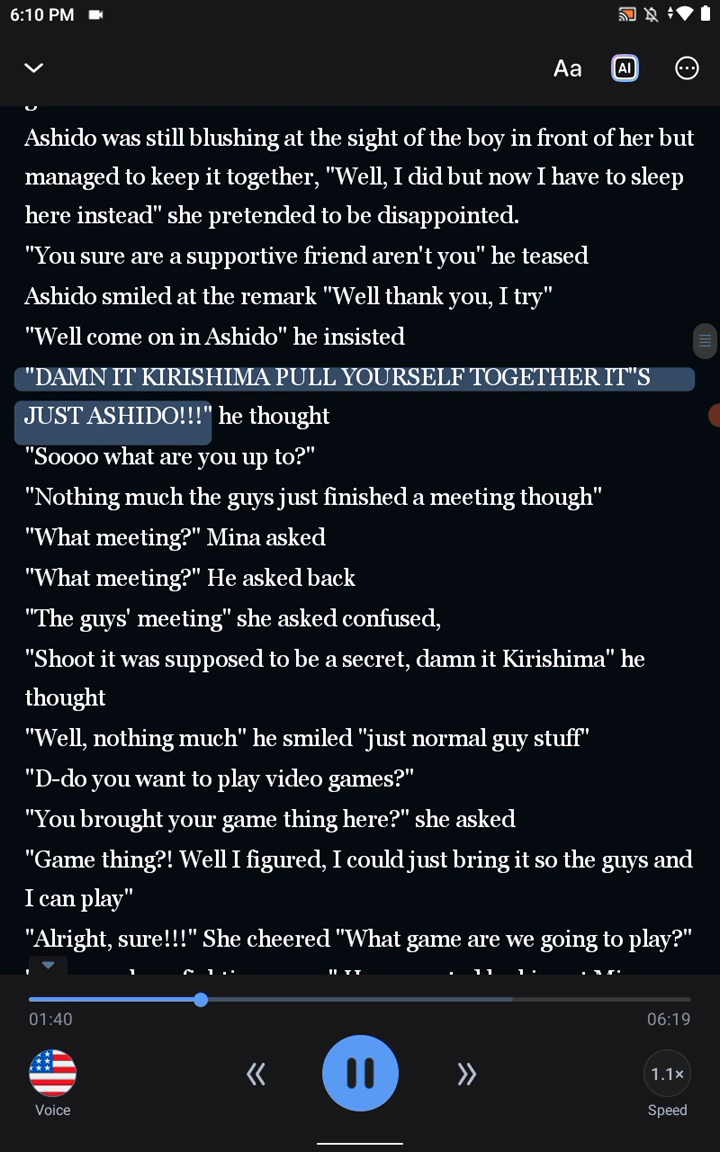 6:10 PM
Aa
AI
Ashido was still blushing at the sight of the boy in front of her but
managed to keep it together, "Well, I did but now I have to sleep
here instead" she pretended to be disappointed.
"You sure are a supportive friend aren't you" he teased
Ashido smiled at the remark "Well thank you, I try"
"Well come on in Ashido" he insisted
"DAMN IT KIRISHIMA PULL YOURSELF TOGETHER IT"S
JUST ASHIDO!!!" he thought
"Soooo what are you up to?"
"Nothing much the guys just finished a meeting though"
"What meeting?" Mina asked
"What meeting?" He asked back
"The guys' meeting" she asked confused,
"Shoot it was supposed to be a secret, damn it Kirishima" he
thought
"Well, nothing much" he smiled "just normal guy stuff"
"D-do you want to play video games?"
"You brought your game thing here?" she asked
"Game thing?! Well I figured, I could just bring it so the guys and
I can play"
"Alright, sure!!!" She cheered "What game are we going to play?"
01:40
06:19
1.1×
Voice
Speed